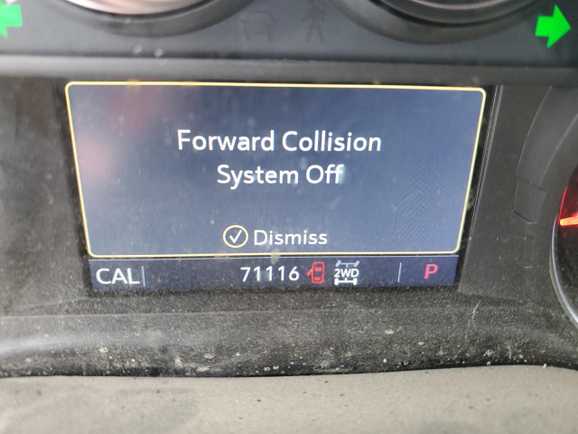 Forward Collision
System Off
Dismiss
CAL 71116 2WD P